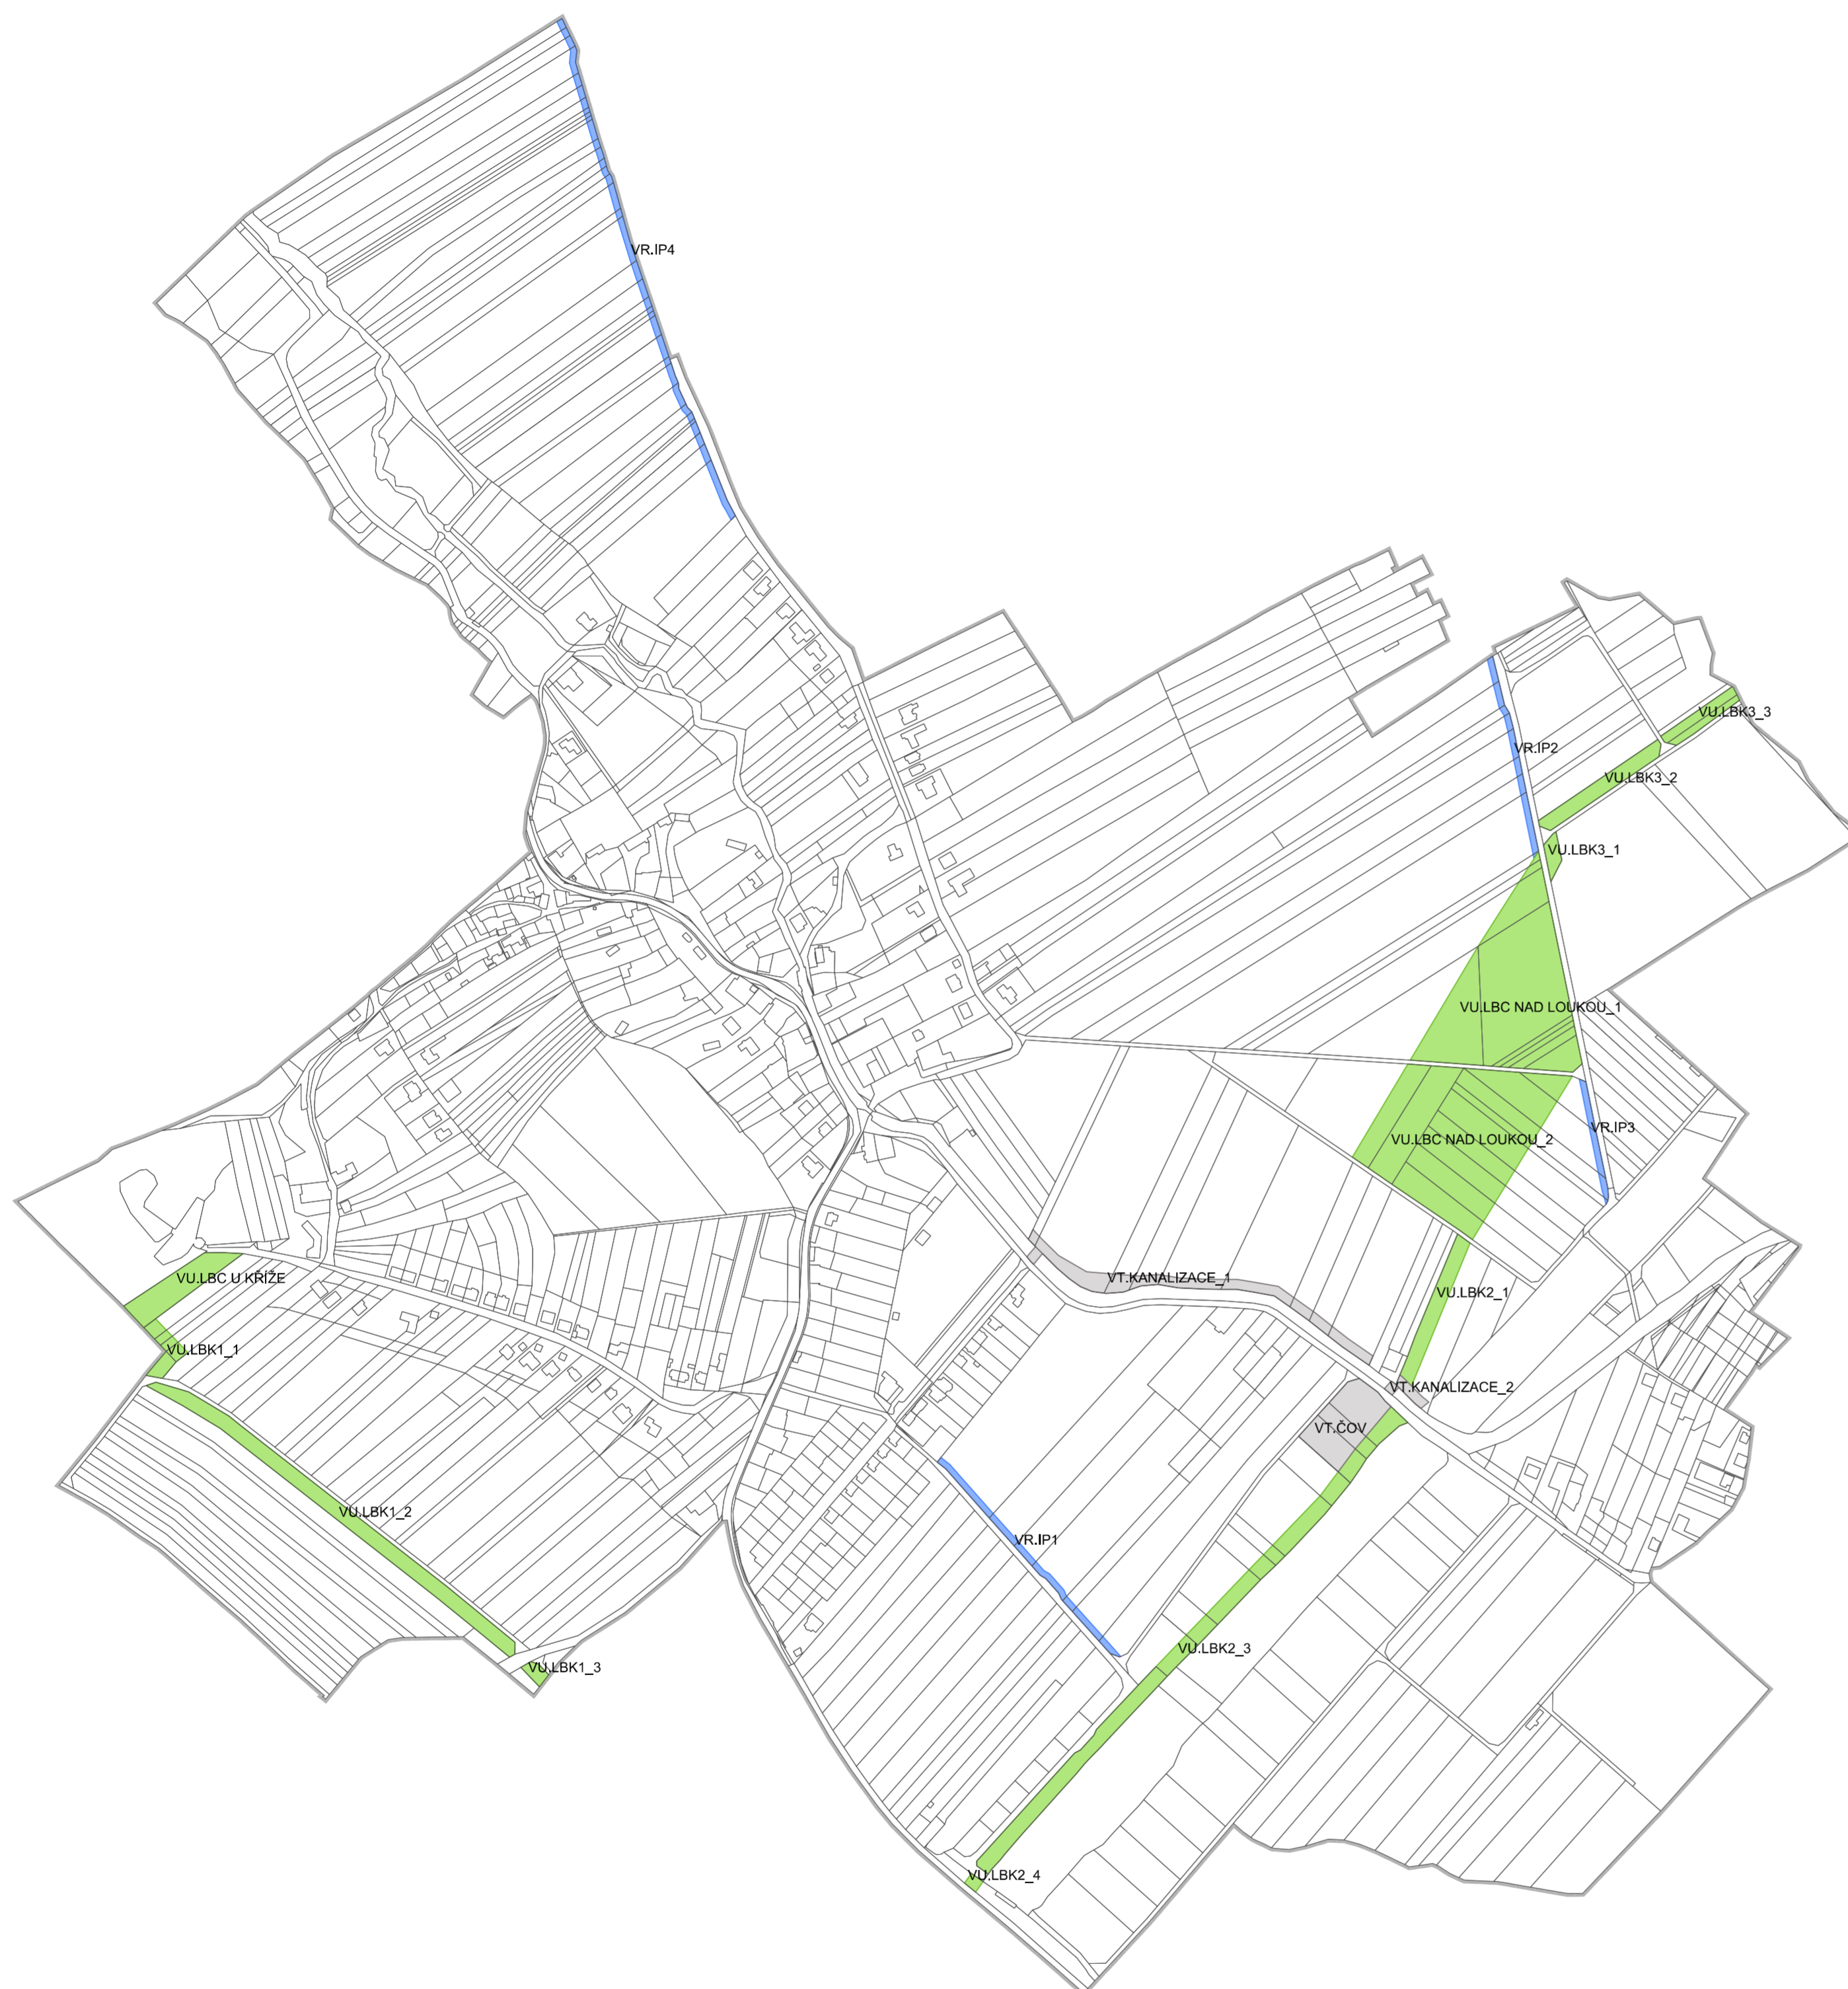 VR.IP4
VU.LBK3_3
VR.IP2
VU.LBK3_2
VU.LBK3_1
VU.LBC NAD LOUKOU_1
VR.IP3
VU.LBC NAD LOUKOU_2
VU.LBC U KŘÍŽE
VT.KANALIZACE_1
VU.LBK2_1
VU.LBK1_1
VT.KANALIZACE_2
VT.ČOV
VU.LBK1_2
VR.IP1
VU.LBK2_3
VU.LBK1_3
VU.LBK2_4